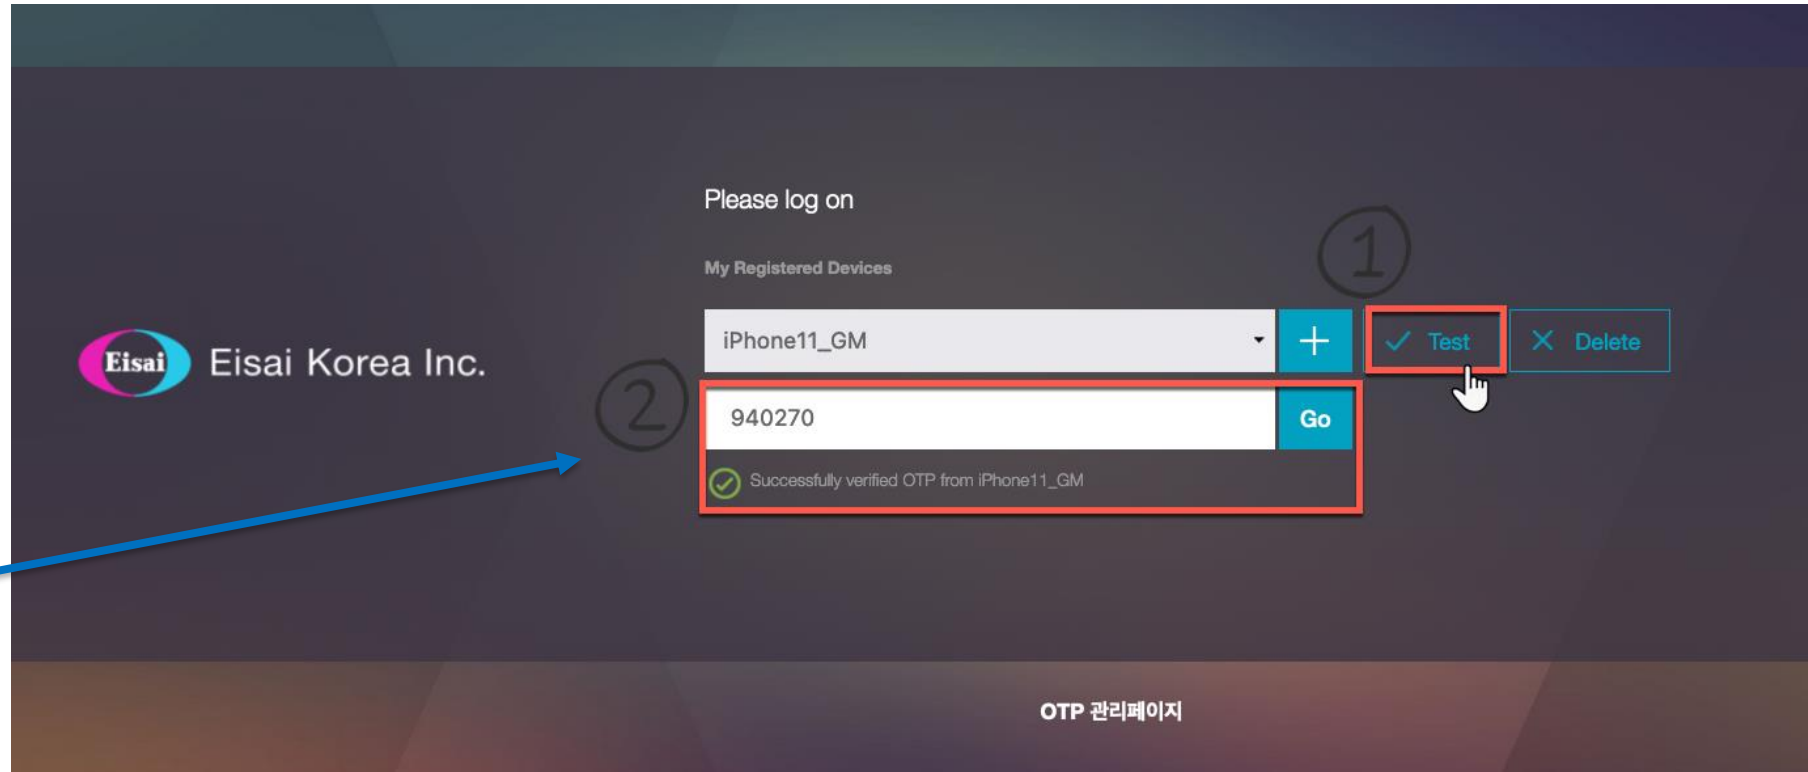 Please log on
①
My Registered Devices
iPhone11_GM
Test
Delete
Eisai
Eisai Korea Inc.
②
940270
Go
Successfully verified OTP from iPhone11_GM
OTP 관리페이지